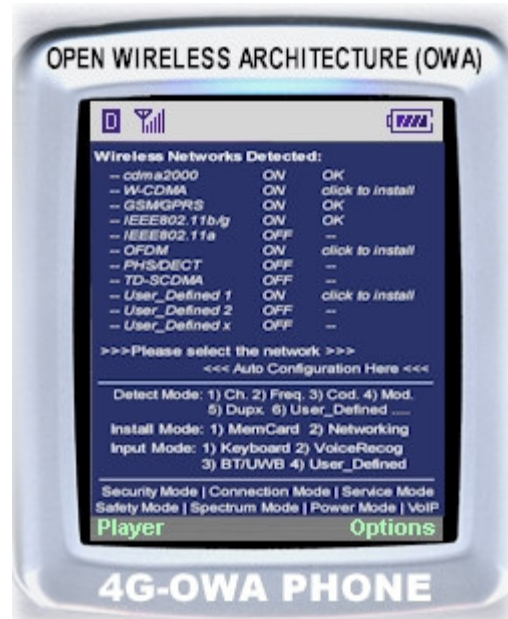 OPEN WIRELESS ARCHITECTURE (OWA)
D
Wireless Networks Detected:
-- cdma2000 ON OK
-- W-CDMA ON click to install
-- GSM/GPRS ON OK
-- IEEE802.11b/g ON OK
-- IEEE802.11a OFF --
-- OFDM ON click to install
-- PHS/DECT OFF --
-- TD-SCDMA OFF --
-- User_Defined 1 ON click to install
-- User_Defined 2 OFF --
-- User_Defined x OFF --
>>>Please select the network >>>
<<< Auto Configuration Here <<<
Detect Mode: 1) Ch. 2) Freq. 3) Cod. 4) Mod.
5) Dupx. 6) User_Defined .....
Install Mode: 1) MemCard 2) Networking
Input Mode: 1) Keyboard 2) VoiceRecog
3) BT/UWB 4) User_Defined
Security Mode | Connection Mode | Service Mode
Safety Mode | Spectrum Mode | Power Mode | VoIP
Player Options
4G-OWA PHONE